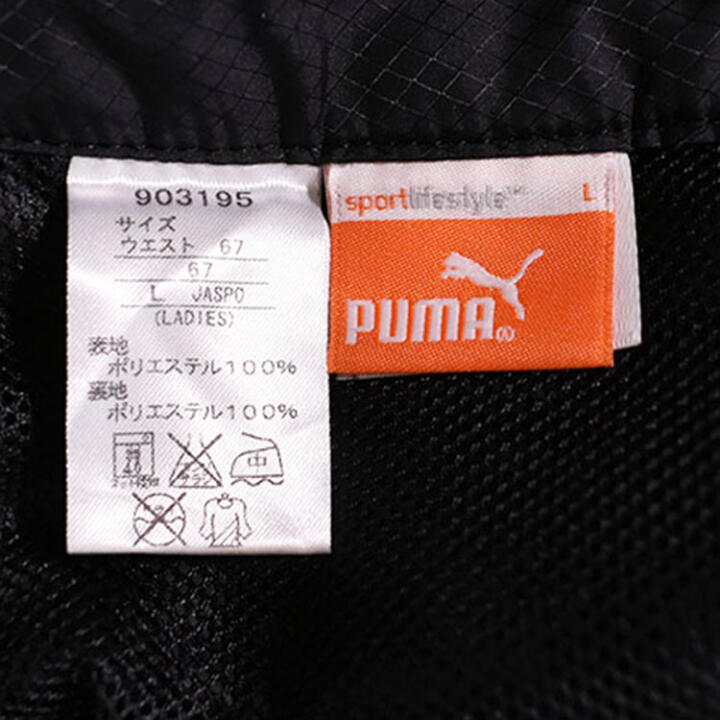 903195
サイズ
ウエスト 67
67
L JASPO
(LADIES)
表地
ポリエステル100%
裏地
ポリエステル100%
中
sportlifestyle™ L
PUMA®